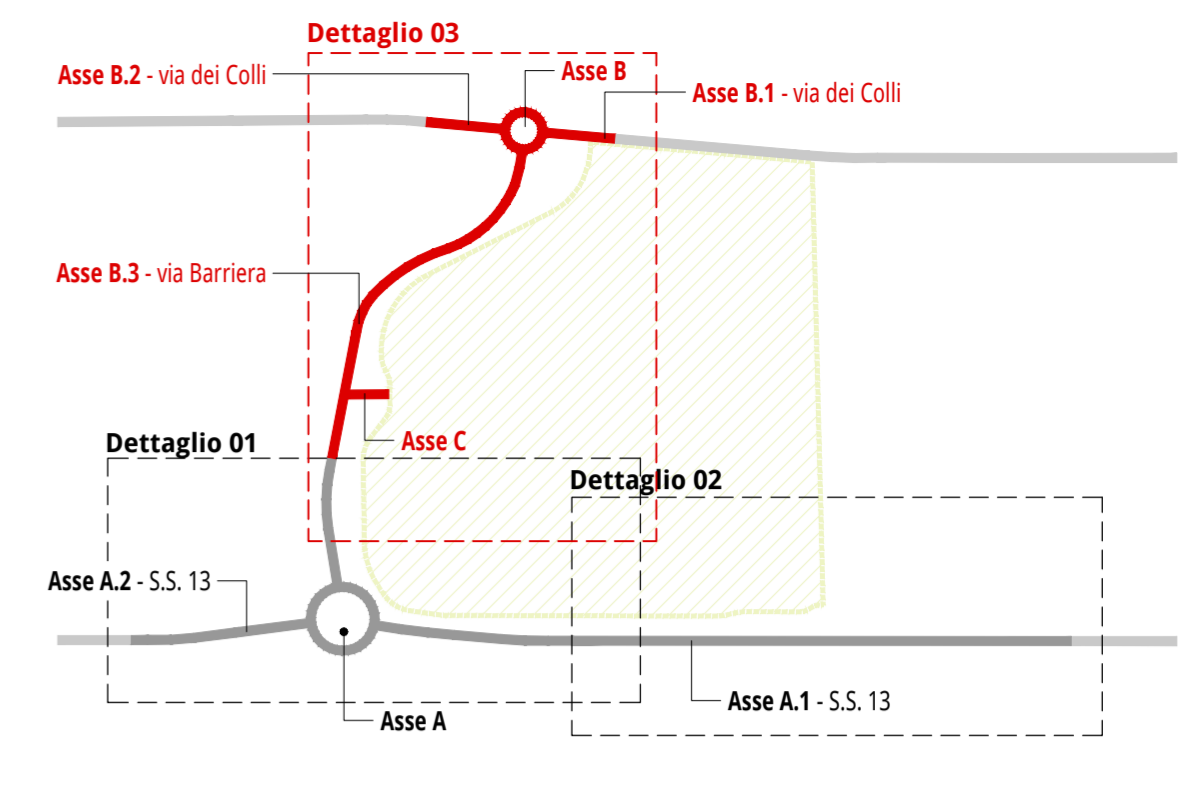 Dettaglio 03
Asse B.2 - via dei Colli
Asse B
Asse B.1 - via dei Colli
Asse B.3 - via Barriera
Asse C
Dettaglio 01
Dettaglio 02
Asse A.2 - S.S. 13
Asse A.1 - S.S. 13
Asse A